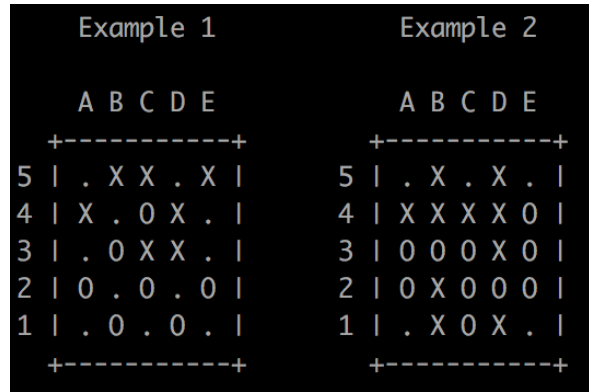 Example 1 Example 2
A B C D E A B C D E
+-----------+ +-----------+
5 | . X X . X | 5 | . X . X . |
4 | X . O X . | 4 | X X X X O |
3 | . O X X . | 3 | O O O X O |
2 | O . O . O | 2 | O X O O O |
1 | . O . O . | 1 | . X O X . |
+-----------+ +-----------+